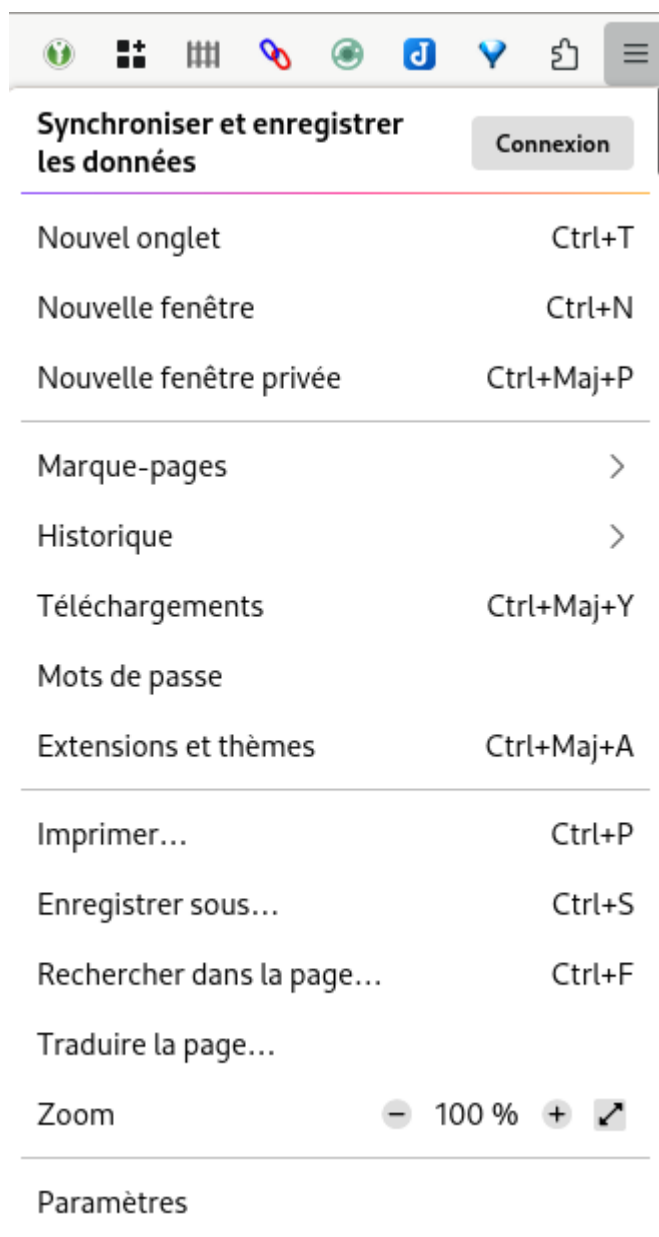 Synchroniser et enregistrer
les données
Connexion
Nouvel onglet Ctrl+T
Nouvelle fenêtre Ctrl+N
Nouvelle fenêtre privée Ctrl+Maj+P
Marque-pages
Historique
Téléchargements Ctrl+Maj+Y
Mots de passe
Extensions et thèmes Ctrl+Maj+A
Imprimer… Ctrl+P
Enregistrer sous… Ctrl+S
Rechercher dans la page… Ctrl+F
Traduire la page…
Zoom − 100 % +
Paramètres